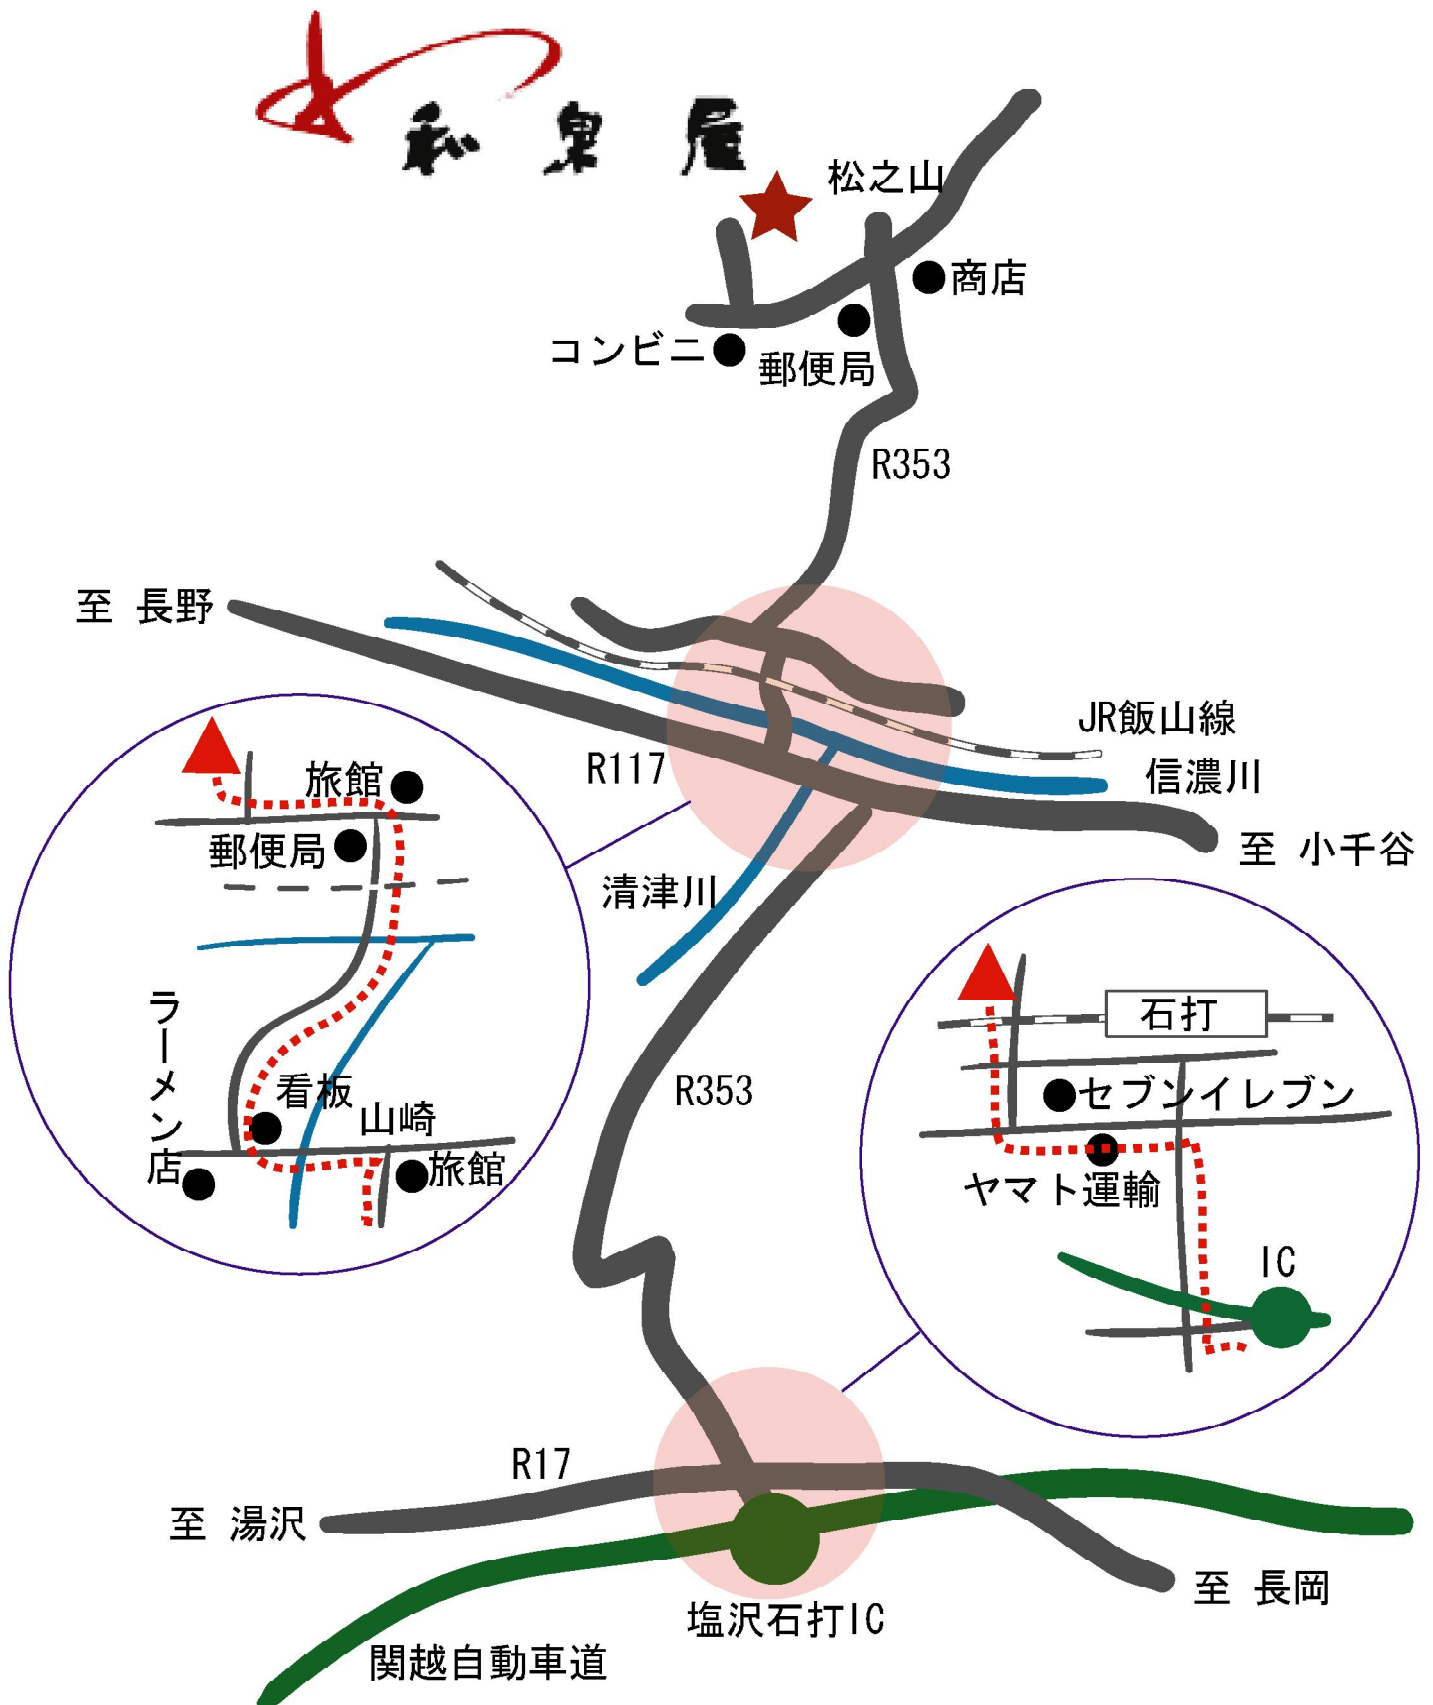 和泉屋
松之山
商店
コンビニ
郵便局
R353
至 長野
JR飯山線
R117
信濃川
至 小千谷
旅館
郵便局
清津川
ラーメン店
看板
山崎
旅館
R353
石打
セブンイレブン
ヤマト運輸
IC
R17
至 湯沢
至 長岡
塩沢石打IC
関越自動車道